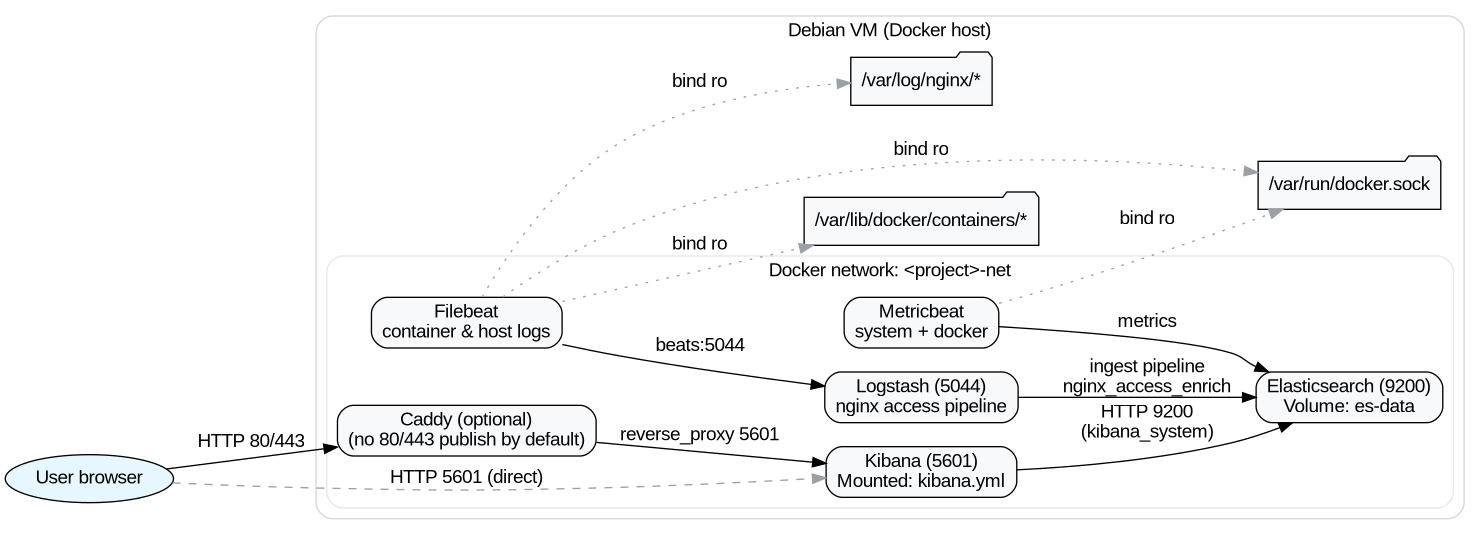 Debian VM (Docker host)
bind ro
/var/log/nginx/*
bind ro
/var/run/docker.sock
/var/lib/docker/containers/*
bind ro
bind ro
Docker network: <project>-net
Filebeat
container & host logs
Metricbeat
system + docker
metrics
beats:5044
Logstash (5044)
nginx access pipeline
ingest pipeline
nginx_access_enrich
Elasticsearch (9200)
Volume: es-data
HTTP 9200
(kibana_system)
Caddy (optional)
(no 80/443 publish by default)
HTTP 80/443
reverse_proxy 5601
User browser
HTTP 5601 (direct)
Kibana (5601)
Mounted: kibana.yml